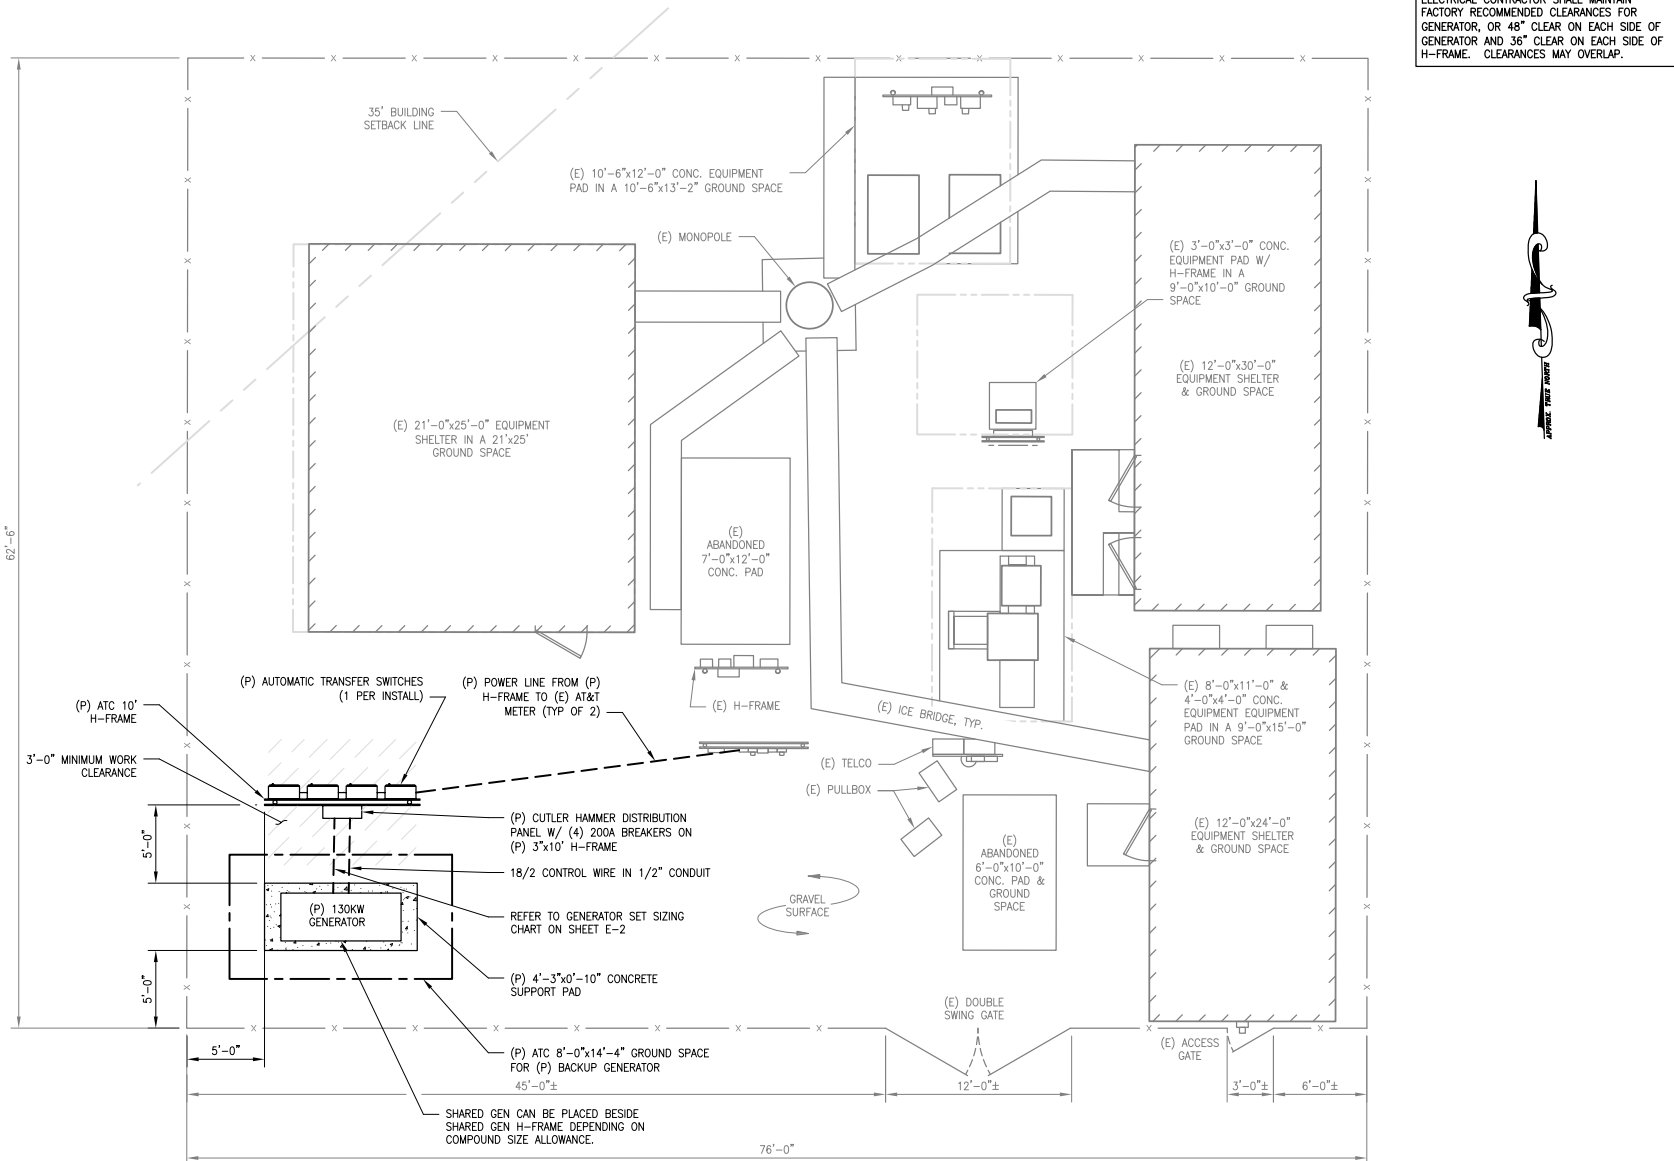 ELECTRICAL CONTRACTOR SHALL MAINTAIN
FACTORY RECOMMENDED CLEARANCES FOR
GENERATOR, OR 48" CLEAR ON EACH SIDE OF
GENERATOR AND 36" CLEAR ON EACH SIDE OF
H-FRAME. CLEARANCES MAY OVERLAP.
35' BUILDING
SETBACK LINE
(E) 10'-6"x12'-0" CONC. EQUIPMENT
PAD IN A 10'-6"x13'-2" GROUND SPACE
(E) MONOPOLE
(E) 3'-0"x3'-0" CONC.
EQUIPMENT PAD W/
H-FRAME IN A
9'-0"x10'-0" GROUND
SPACE
APPROX. TRUE NORTH
(E) 12'-0"x30'-0"
EQUIPMENT SHELTER
& GROUND SPACE
(E) 21'-0"x25'-0" EQUIPMENT
SHELTER IN A 21'x25'
GROUND SPACE
62'-6"
(E)
ABANDONED
7'-0"x12'-0"
CONC. PAD
(P) AUTOMATIC TRANSFER SWITCHES
(1 PER INSTALL)
(P) POWER LINE FROM (P)
H-FRAME TO (E) AT&T
METER (TYP OF 2)
(E) H-FRAME
(E) ICE BRIDGE, TYP.
(E) 8'-0"x11'-0" &
4'-0"x4'-0" CONC.
EQUIPMENT EQUIPMENT
PAD IN A 9'-0"x15'-0"
GROUND SPACE
(P) ATC 10'
H-FRAME
3'-0" MINIMUM WORK
CLEARANCE
(E) TELCO
(E) PULLBOX
(P) CUTLER HAMMER DISTRIBUTION
PANEL W/ (4) 200A BREAKERS ON
(P) 3"x10' H-FRAME
(E) 12'-0"x24'-0"
EQUIPMENT SHELTER
& GROUND SPACE
5'-0"
(E)
ABANDONED
6'-0"x10'-0"
CONC. PAD &
GROUND
SPACE
18/2 CONTROL WIRE IN 1/2" CONDUIT
(P) 130KW
GENERATOR
GRAVEL
SURFACE
REFER TO GENERATOR SET SIZING
CHART ON SHEET E-2
5'-0"
(P) 4'-3"x0'-10" CONCRETE
SUPPORT PAD
(E) DOUBLE
SWING GATE
5'-0"
(P) ATC 8'-0"x14'-4" GROUND SPACE
FOR (P) BACKUP GENERATOR
(E) ACCESS
GATE
45'-0"±
12'-0"±
3'-0"±
6'-0"±
SHARED GEN CAN BE PLACED BESIDE
SHARED GEN H-FRAME DEPENDING ON
COMPOUND SIZE ALLOWANCE.
76'-0"